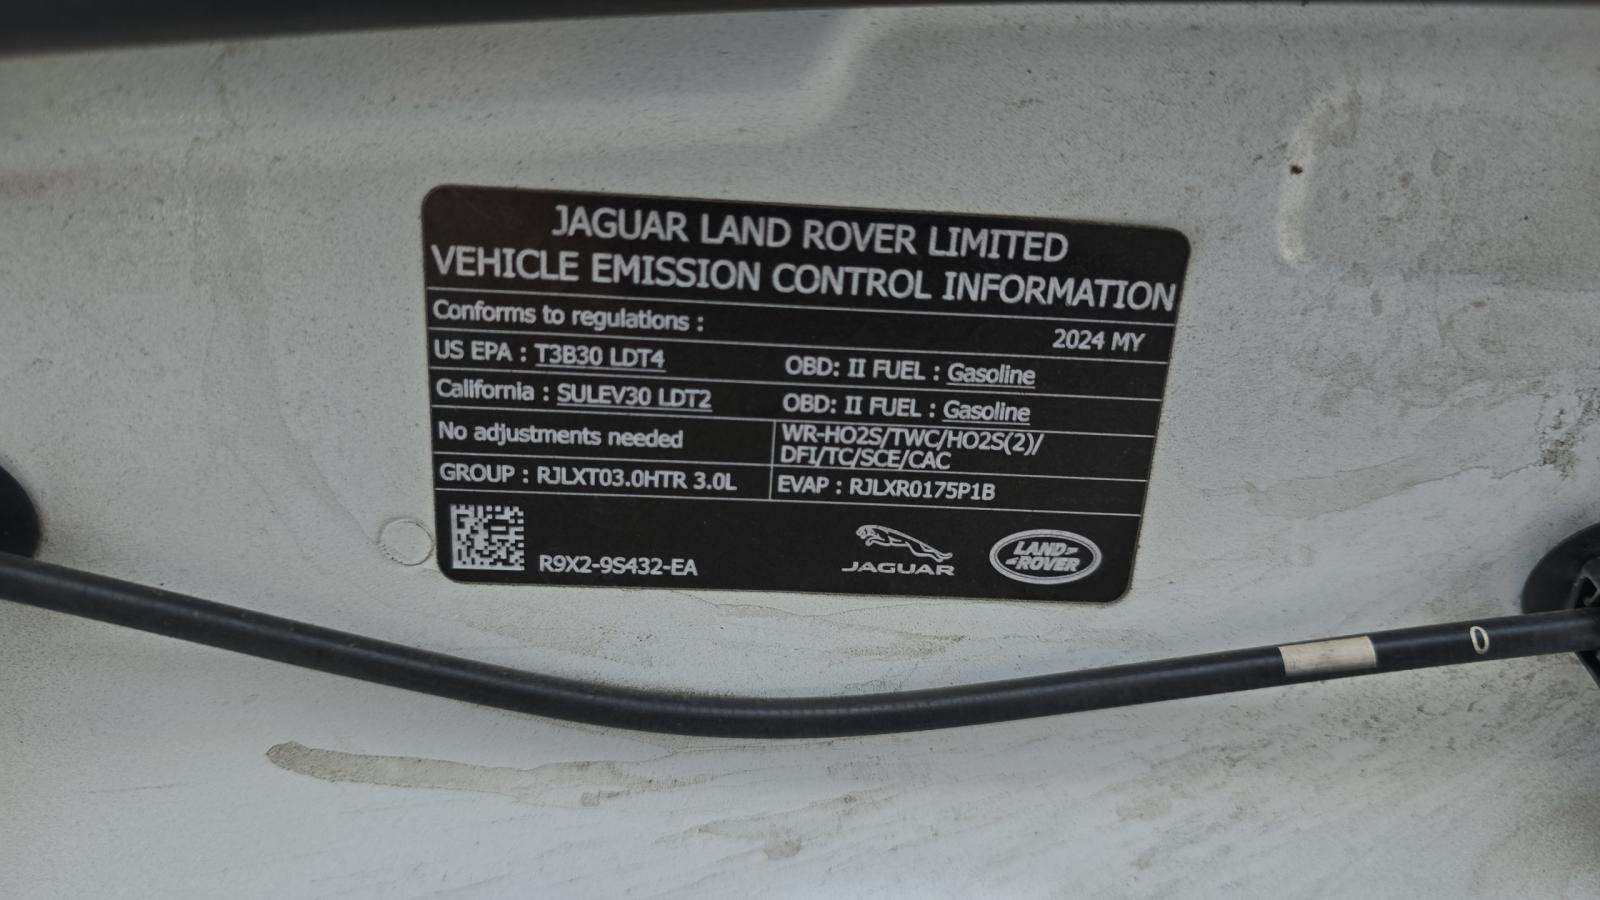 JAGUAR LAND ROVER LIMITED
VEHICLE EMISSION CONTROL INFORMATION
Conforms to regulations :
2024 MY
US EPA : T3B30 LDT4 OBD: II FUEL : Gasoline
California : SULEV30 LDT2 OBD: II FUEL : Gasoline
No adjustments needed
WR-HO2S/TWC/HO2S(2)/
DFI/TC/SCE/CAC
GROUP : RJLXT03.0HTR 3.0L EVAP : RJLXR0175P1B
R9X2-9S432-EA
JAGUAR
LAND
ROVER
0